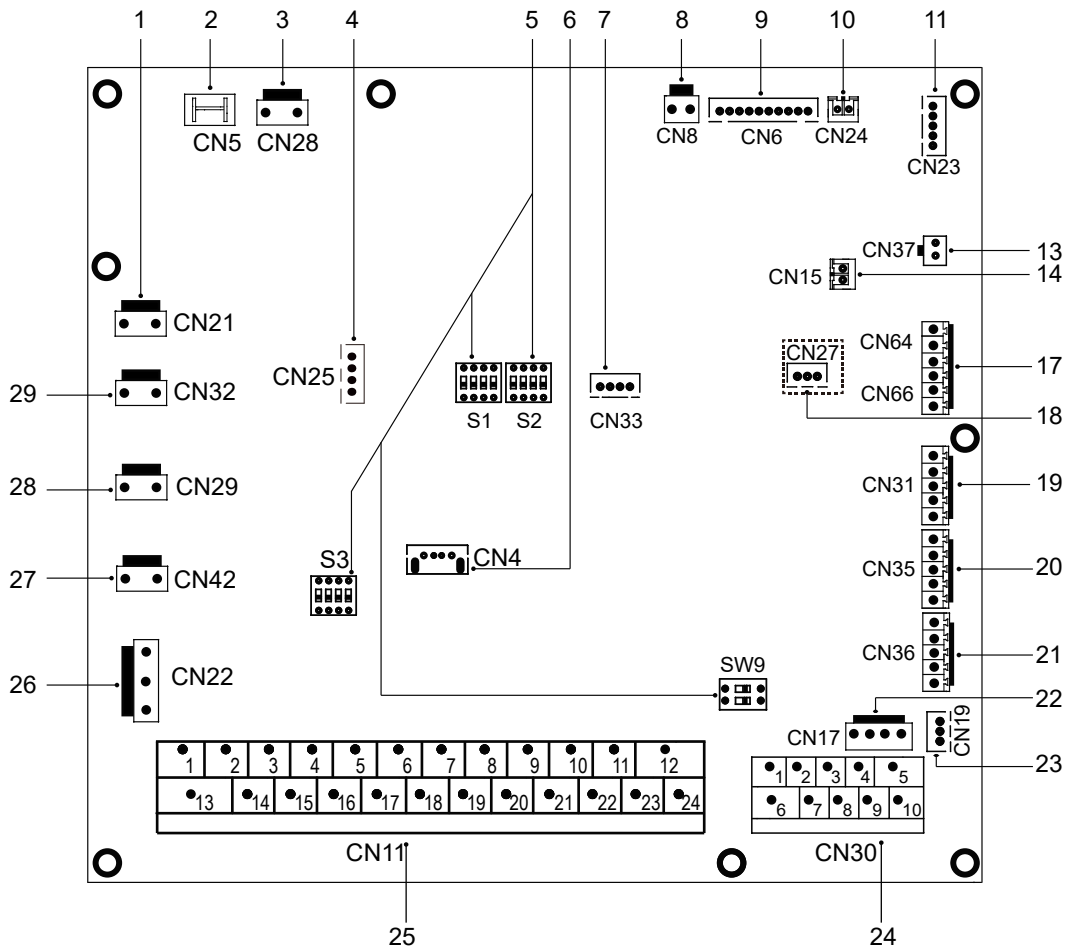 1 2 3 4 5 6 7 8 9 10 11
CN5 CN28 CN8 CN6 CN24 CN23
CN37 13
CN15 14
CN21 CN25 CN64 CN27 17
29 CN32 S1 S2 CN33 CN66 18
28 CN29 CN31 19
27 CN42 S3 CN4 CN35 20
26 CN22 SW9 CN36 21
22
CN17 CN19
23
1 2 3 4 5 6 7 8 9 10 11 12
13 14 15 16 17 18 19 20 21 22 23 24
1 2 3 4 5
6 7 8 9 10
CN11 CN30
25 24